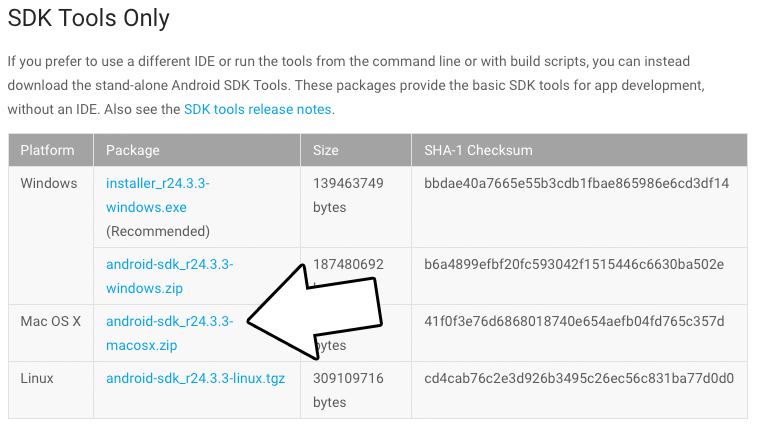 SDK Tools Only
If you prefer to use a different IDE or run the tools from the command line or with build scripts, you can instead
download the stand-alone Android SDK Tools. These packages provide the basic SDK tools for app development,
without an IDE. Also see the SDK tools release notes.
Platform Package Size SHA-1 Checksum
Windows installer_r24.3.3- 139463749 bbdae40a7665e55b3cdb1fbae865986e6cd3df14
windows.exe bytes
(Recommended)
android-sdk_r24.3.3- 187480692 b6a4899efbf20fc593042f1515446c6630ba502e
windows.zip
Mac OS X android-sdk_r24.3.3- 41f0f3e76d6868018740e654aefb04fd765c357d
macosx.zip bytes
Linux android-sdk_r24.3.3-linux.tgz 309109716 cd4cab76c2e3d926b3495c26ec56c831ba77d0d0
bytes